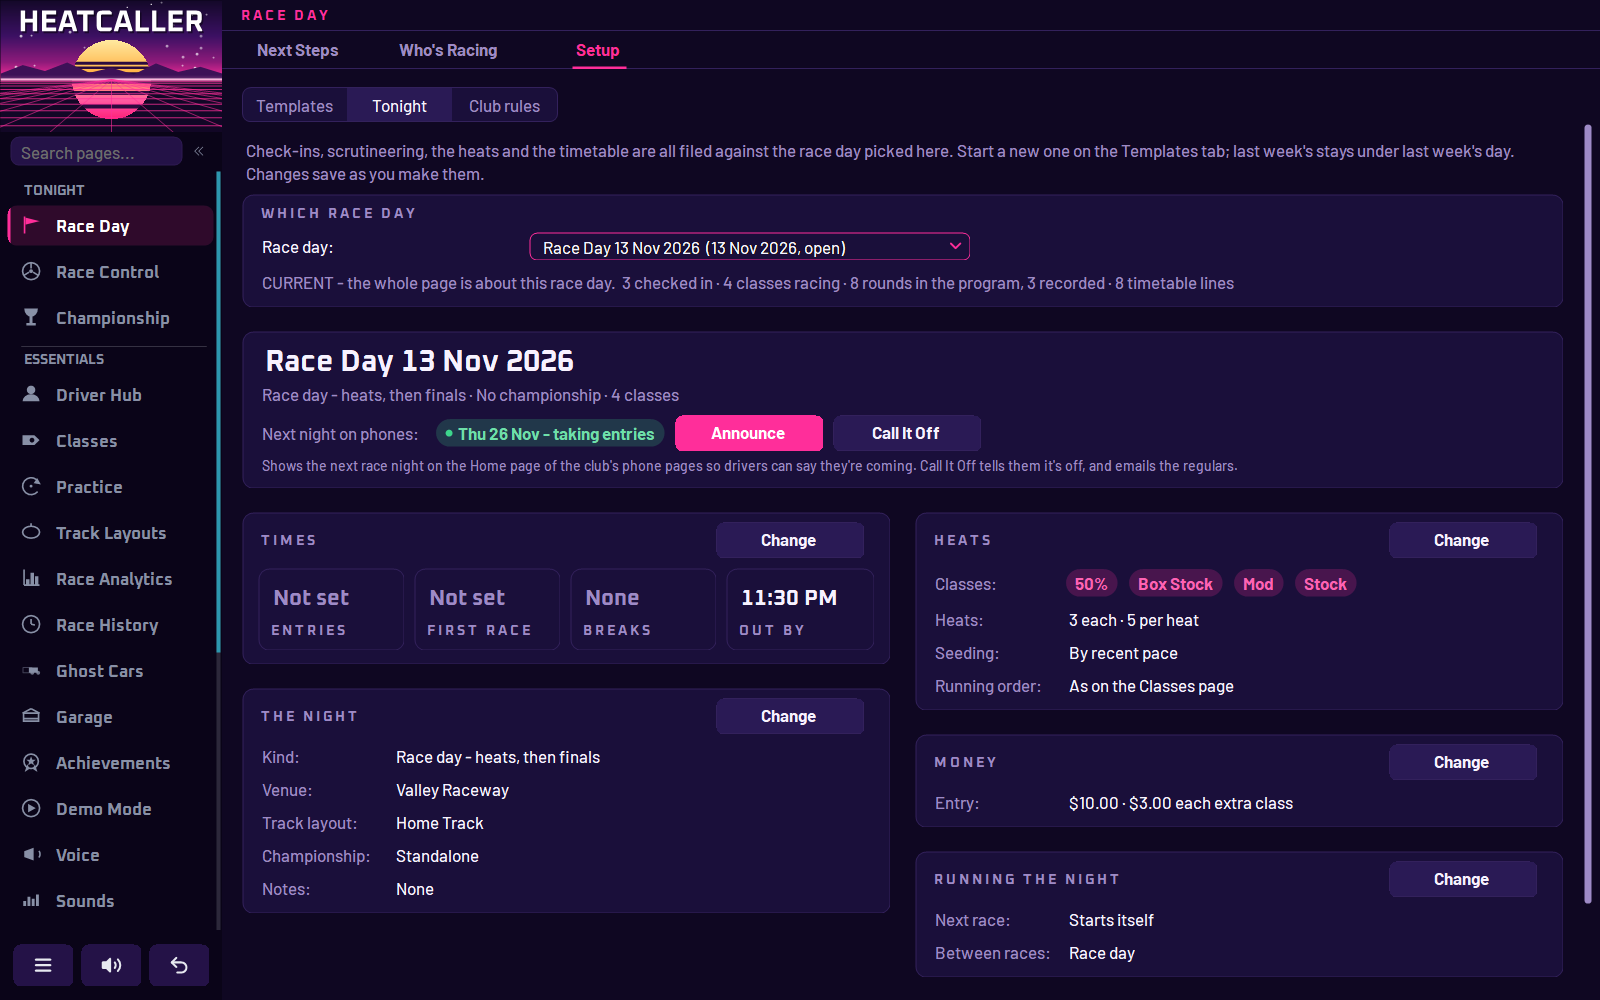 HEATCALLER
Search pages...
«
TONIGHT
Race Day
Race Control
Championship
ESSENTIALS
Driver Hub
Classes
Practice
Track Layouts
Race Analytics
Race History
Ghost Cars
Garage
Achievements
Demo Mode
Voice
Sounds
RACE DAY
Next Steps
Who's Racing
Setup
Templates
Tonight
Club rules
Check-ins, scrutineering, the heats and the timetable are all filed against the race day picked here. Start a new one on the Templates tab; last week's stays under last week's day.
Changes save as you make them.
WHICH RACE DAY
Race day:
Race Day 13 Nov 2026 (13 Nov 2026, open)
CURRENT - the whole page is about this race day. 3 checked in · 4 classes racing · 8 rounds in the program, 3 recorded · 8 timetable lines
Race Day 13 Nov 2026
Race day - heats, then finals · No championship · 4 classes
Next night on phones:
Thu 26 Nov - taking entries
Announce
Call It Off
Shows the next race night on the Home page of the club's phone pages so drivers can say they're coming. Call It Off tells them it's off, and emails the regulars.
TIMES
Change
Not set
ENTRIES
Not set
FIRST RACE
None
BREAKS
11:30 PM
OUT BY
THE NIGHT
Change
Kind:
Race day - heats, then finals
Venue:
Valley Raceway
Track layout:
Home Track
Championship:
Standalone
Notes:
None
HEATS
Change
Classes:
50%
Box Stock
Mod
Stock
Heats:
3 each · 5 per heat
Seeding:
By recent pace
Running order:
As on the Classes page
MONEY
Change
Entry:
$10.00 · $3.00 each extra class
RUNNING THE NIGHT
Change
Next race:
Starts itself
Between races:
Race day